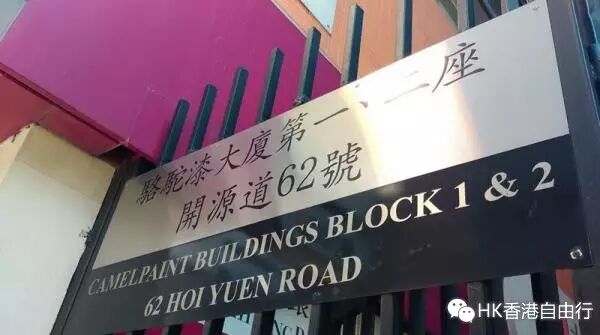 駱駝漆大廈第一、二座
開源道62號
CAMELPAINT BUILDINGS BLOCK 1 & 2
62 HOI YUEN ROAD
HK香港自由行